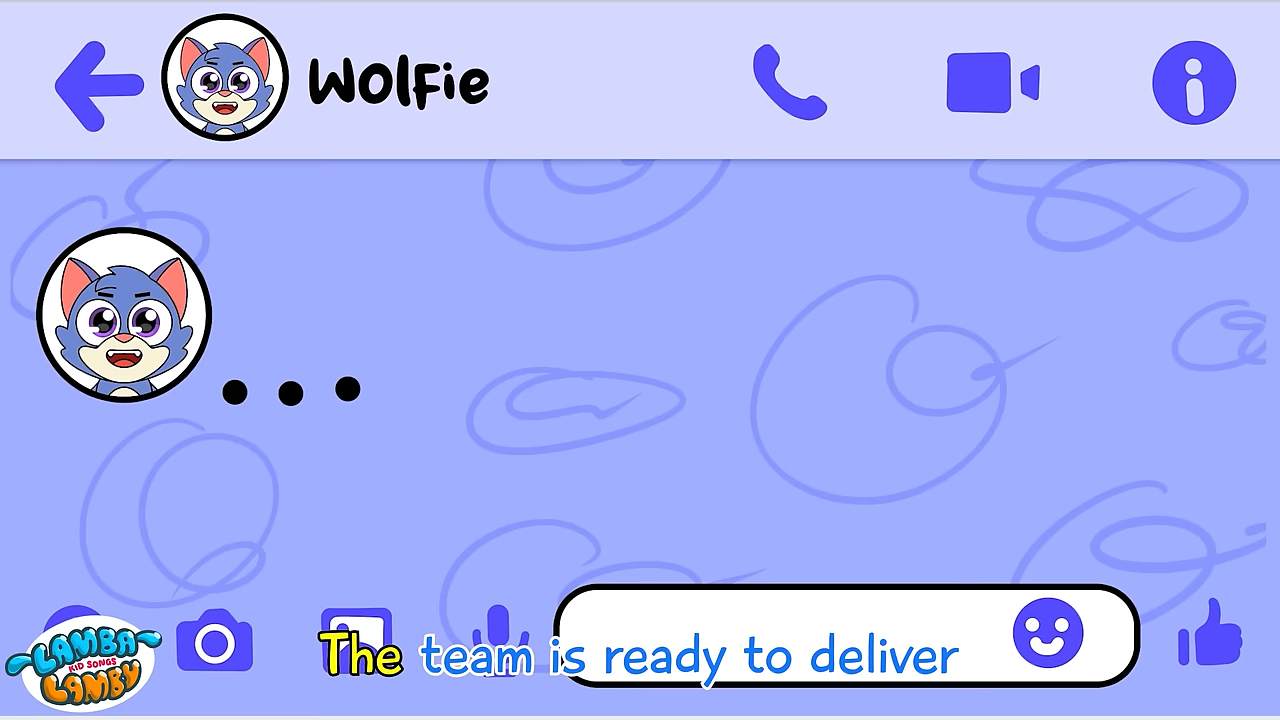 Wolfie
The team is ready to deliver
LAMBA
KID SONGS
LAMBY